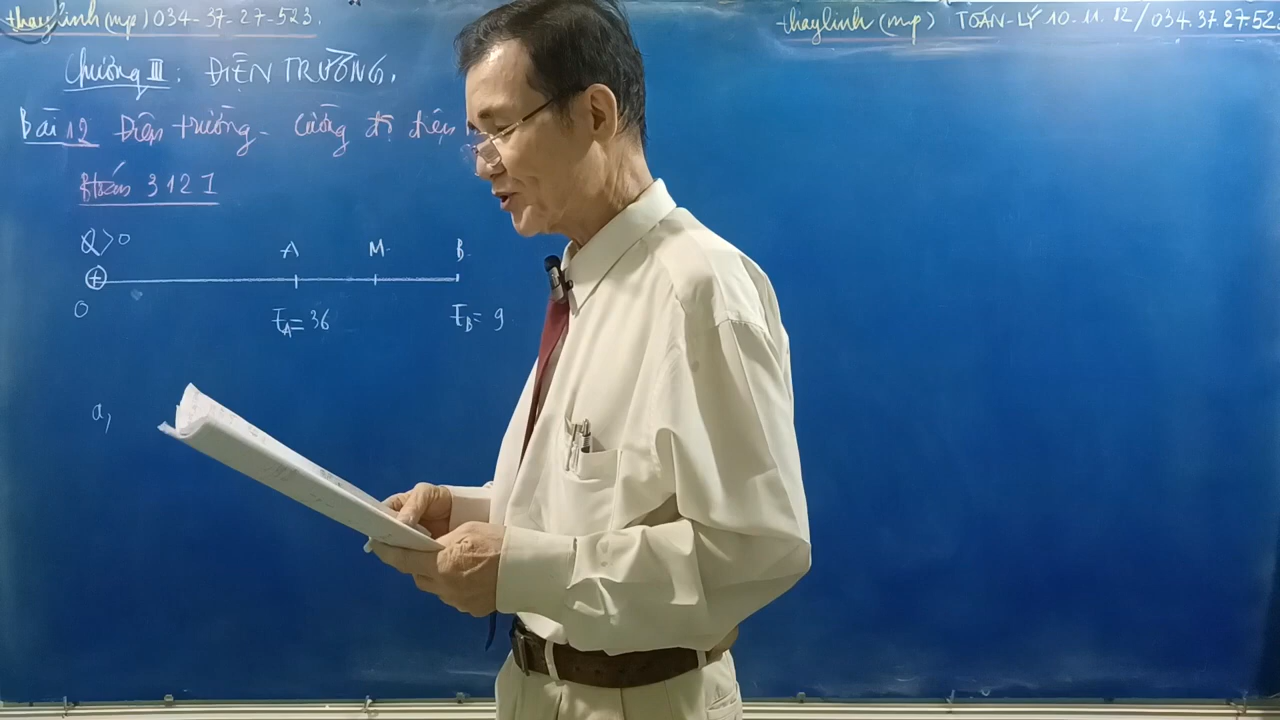 thaylinh (mp) 034-37-27-523.
thaylinh (mp) TOÁN-LÝ 10.11.12/034.37.27.52
Chương III: ĐIỆN TRƯỜNG.
Bài 12 Điện trường - Cường độ điện
3121
Q>0 A M B
+
O E_A=36 E_B=9
a,